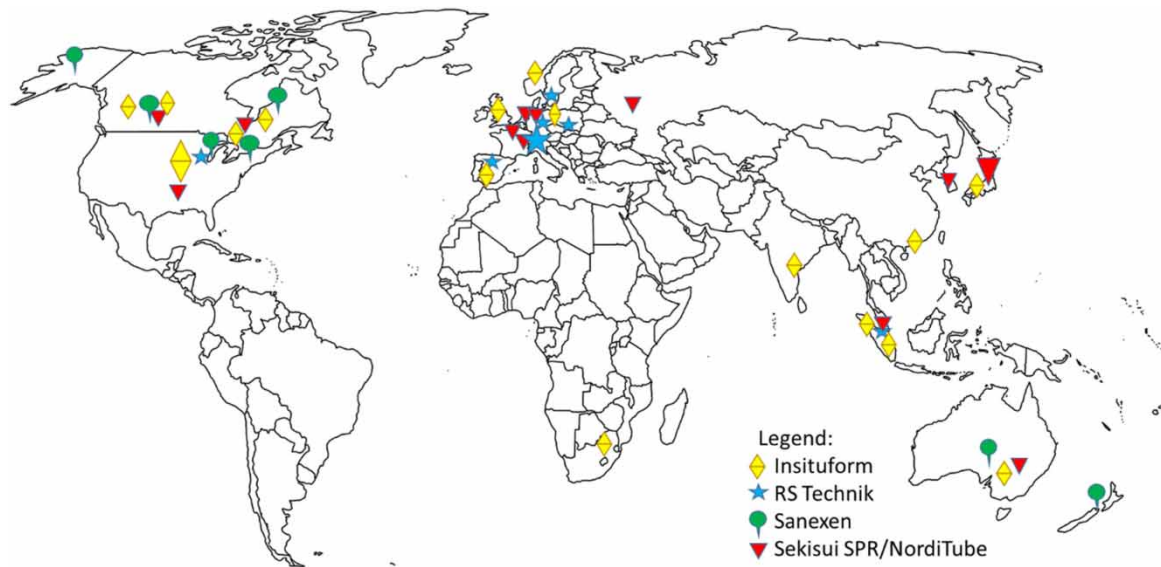 Legend:
Insituform
RS Technik
Sanexen
Sekisui SPR/NordiTube